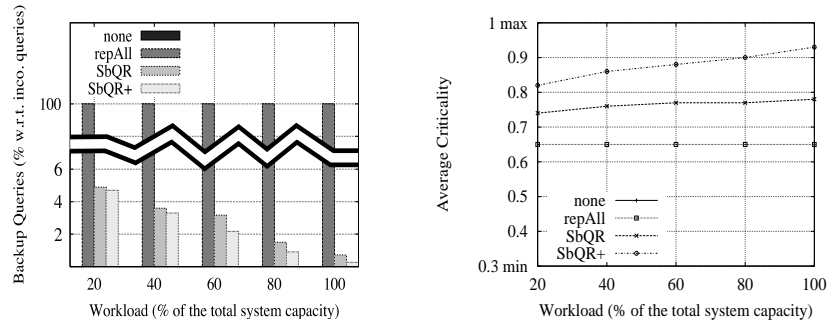 Backup Queries (% w.r.t. inco. queries)
none
repAll
SbQR
SbQR+
100
6
4
2
20 40 60 80 100
Workload (% of the total system capacity)
Average Criticality
1 max
0.9
0.8
0.7
0.6
0.5
0.4
0.3 min
none
repAll
SbQR
SbQR+
20 40 60 80 100
Workload (% of the total system capacity)